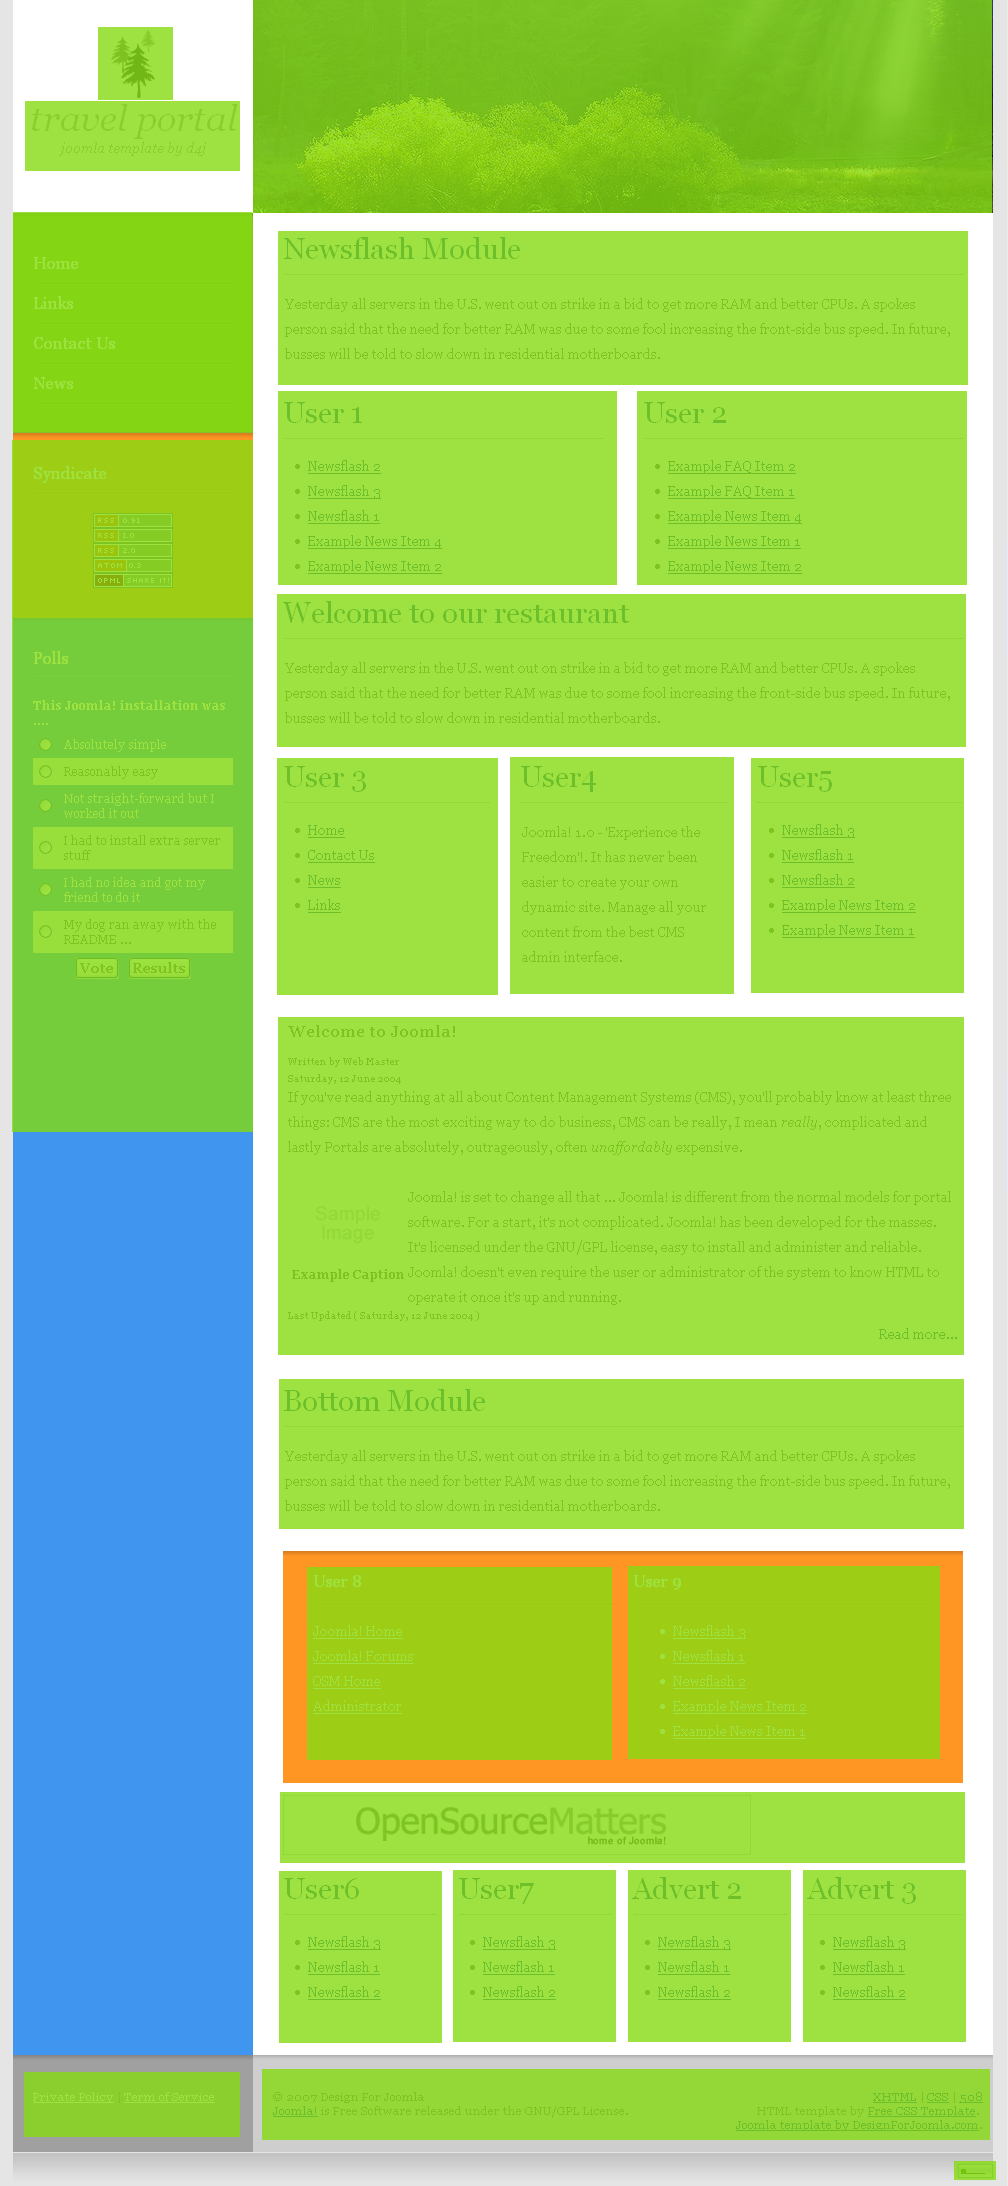 travel portal
joomla template by d4j
Home
Links
Contact Us
News
Syndicate
RSS 0.91
RSS 1.0
RSS 2.0
ATOM 0.3
OPML SHARE IT!
Polls
This Joomla! installation was
....
Absolutely simple
Reasonably easy
Not straight-forward but I
worked it out
I had to install extra server
stuff
I had no idea and got my
friend to do it
My dog ran away with the
README ...
Vote Results
Newsflash Module
Yesterday all servers in the U.S. went out on strike in a bid to get more RAM and better CPUs. A spokes
person said that the need for better RAM was due to some fool increasing the front-side bus speed. In future,
busses will be told to slow down in residential motherboards.
User 1
Newsflash 2
Newsflash 3
Newsflash 1
Example News Item 4
Example News Item 2
User 2
Example FAQ Item 2
Example FAQ Item 1
Example News Item 4
Example News Item 1
Example News Item 2
Welcome to our restaurant
Yesterday all servers in the U.S. went out on strike in a bid to get more RAM and better CPUs. A spokes
person said that the need for better RAM was due to some fool increasing the front-side bus speed. In future,
busses will be told to slow down in residential motherboards.
User 3
Home
Contact Us
News
Links
User4
Joomla! 1.0 - 'Experience the
Freedom'!. It has never been
easier to create your own
dynamic site. Manage all your
content from the best CMS
admin interface.
User5
Newsflash 3
Newsflash 1
Newsflash 2
Example News Item 2
Example News Item 1
Welcome to Joomla!
Written by Web Master
Saturday, 12 June 2004
If you've read anything at all about Content Management Systems (CMS), you'll probably know at least three
things: CMS are the most exciting way to do business, CMS can be really, I mean really, complicated and
lastly Portals are absolutely, outrageously, often unaffordably expensive.
Sample
Image
Example Caption
Joomla! is set to change all that ... Joomla! is different from the normal models for portal
software. For a start, it's not complicated. Joomla! has been developed for the masses.
It's licensed under the GNU/GPL license, easy to install and administer and reliable.
Joomla! doesn't even require the user or administrator of the system to know HTML to
operate it once it's up and running.
Last Updated ( Saturday, 12 June 2004 )
Read more...
Bottom Module
Yesterday all servers in the U.S. went out on strike in a bid to get more RAM and better CPUs. A spokes
person said that the need for better RAM was due to some fool increasing the front-side bus speed. In future,
busses will be told to slow down in residential motherboards.
User 8
Joomla! Home
Joomla! Forums
OSM Home
Administrator
User 9
Newsflash 3
Newsflash 1
Newsflash 2
Example News Item 2
Example News Item 1
OpenSourceMatters
home of Joomla!
User6
Newsflash 3
Newsflash 1
Newsflash 2
User7
Newsflash 3
Newsflash 1
Newsflash 2
Advert 2
Newsflash 3
Newsflash 1
Newsflash 2
Advert 3
Newsflash 3
Newsflash 1
Newsflash 2
Private Policy | Term of Service
© 2007 Design For Joomla
Joomla! is Free Software released under the GNU/GPL License.
XHTML | CSS | 508
HTML template by Free CSS Template.
Joomla template by DesignForJoomla.com.